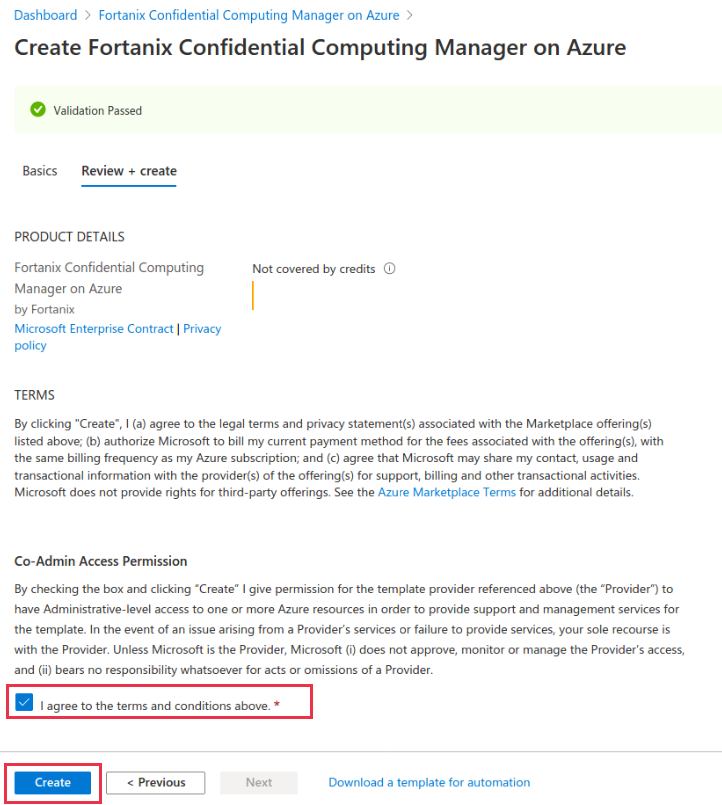 Dashboard > Fortanix Confidential Computing Manager on Azure >
Create Fortanix Confidential Computing Manager on Azure
Validation Passed
Basics Review + create
PRODUCT DETAILS
Fortanix Confidential Computing Not covered by credits
Manager on Azure
by Fortanix
Microsoft Enterprise Contract | Privacy
policy
TERMS
By clicking "Create", I (a) agree to the legal terms and privacy statement(s) associated with the Marketplace offering(s)
listed above; (b) authorize Microsoft to bill my current payment method for the fees associated with the offering(s), with
the same billing frequency as my Azure subscription; and (c) agree that Microsoft may share my contact, usage and
transactional information with the provider(s) of the offering(s) for support, billing and other transactional activities.
Microsoft does not provide rights for third-party offerings. See the Azure Marketplace Terms for additional details.
Co-Admin Access Permission
By checking the box and clicking “Create” I give permission for the template provider referenced above (the “Provider”) to
have Administrative-level access to one or more Azure resources in order to provide support and management services for
the template. In the event of an issue arising from a Provider’s services or failure to provide services, your sole recourse is
with the Provider. Unless Microsoft is the Provider, Microsoft (i) does not approve, monitor or manage the Provider’s access,
and (ii) bears no responsibility whatsoever for acts or omissions of a Provider.
I agree to the terms and conditions above. *
Create < Previous Next Download a template for automation